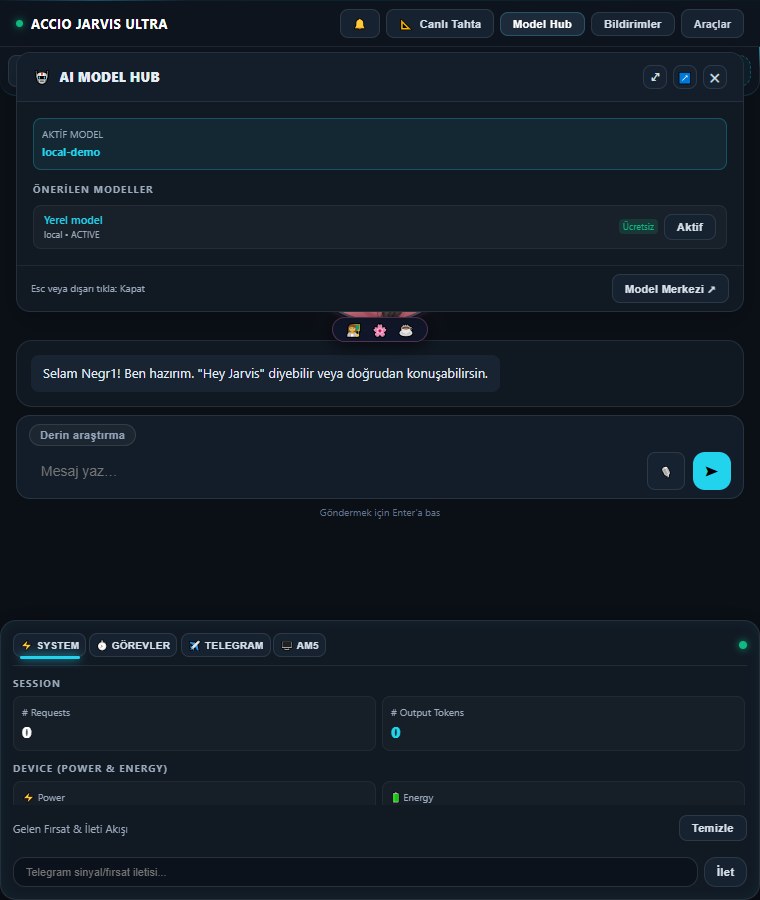 ACCIO JARVIS ULTRA
Canlı Tahta
Model Hub
Bildirimler
Araçlar
AI MODEL HUB
AKTİF MODEL
local-demo
ÖNERİLEN MODELLER
Yerel model
local • ACTIVE
Ücretsiz
Aktif
Esc veya dışarı tıkla: Kapat
Model Merkezi ↗
Selam Negr1! Ben hazırım. "Hey Jarvis" diyebilir veya doğrudan konuşabilirsin.
Derin araştırma
Mesaj yaz...
Göndermek için Enter'a bas
SYSTEM
GÖREVLER
TELEGRAM
AM5
SESSION
# Requests
0
# Output Tokens
0
DEVICE (POWER & ENERGY)
Power
Energy
Gelen Fırsat & İleti Akışı
Temizle
Telegram sinyal/fırsat iletisi...
İlet